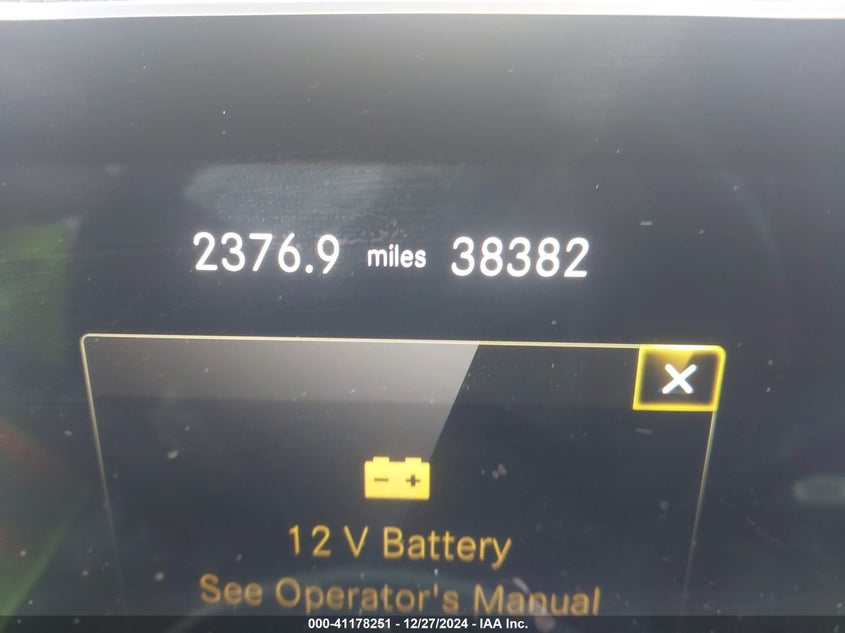 2376.9 miles 38382
12 V Battery
See Operator's Manual
000-41178251 - 12/27/2024 - IAA Inc.